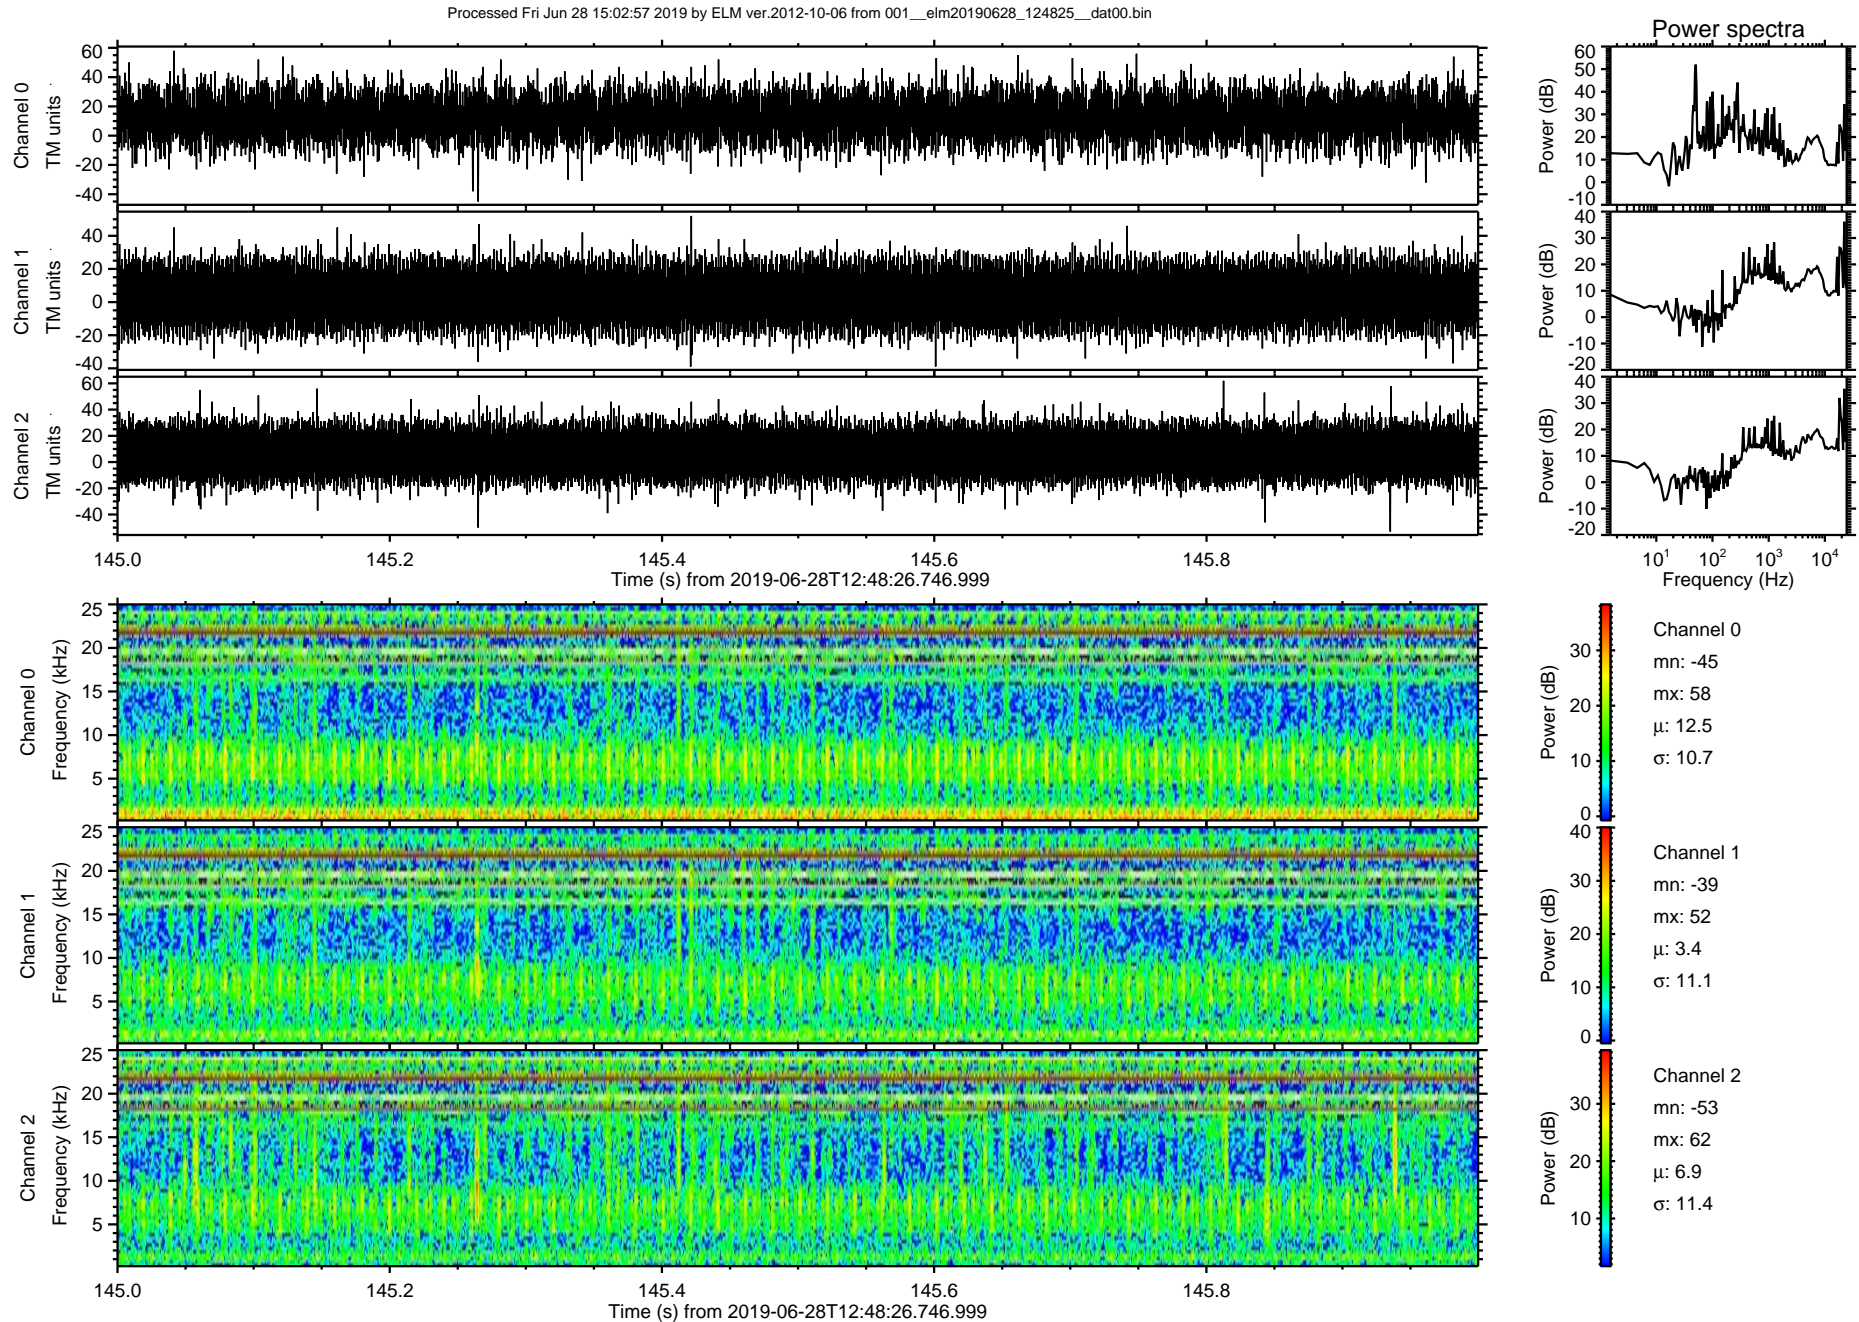 Processed Fri Jun 28 15:02:57 2019 by ELM ver.2012-10-06 from 001__elm20190628_124825__dat00.bin
Power spectra
Channel 0
TM units
60
40
20
0
-20
-40
Power (dB)
60
50
40
30
20
10
0
-10
Channel 1
TM units
40
20
0
-20
-40
Power (dB)
40
30
20
10
0
-10
-20
Channel 2
TM units
60
40
20
0
-20
-40
Power (dB)
40
30
20
10
0
-10
-20
145.0 145.2 145.4 145.6 145.8
Time (s) from 2019-06-28T12:48:26.746.999
10^1 10^2 10^3 10^4
Frequency (Hz)
Channel 0
Frequency (kHz)
25
20
15
10
5
Power (dB)
30
20
10
0
Channel 0
mn: -45
mx: 58
μ: 12.5
σ: 10.7
Channel 1
Frequency (kHz)
25
20
15
10
5
Power (dB)
40
30
20
10
0
Channel 1
mn: -39
mx: 52
μ: 3.4
σ: 11.1
Channel 2
Frequency (kHz)
25
20
15
10
5
Power (dB)
30
20
10
Channel 2
mn: -53
mx: 62
μ: 6.9
σ: 11.4
145.0 145.2 145.4 145.6 145.8
Time (s) from 2019-06-28T12:48:26.746.999